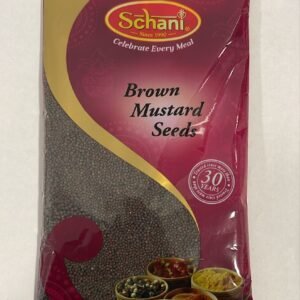 Schani®
Since 1990
Celebrate Every Meal
Brown
Mustard
Seeds
30
YEARS